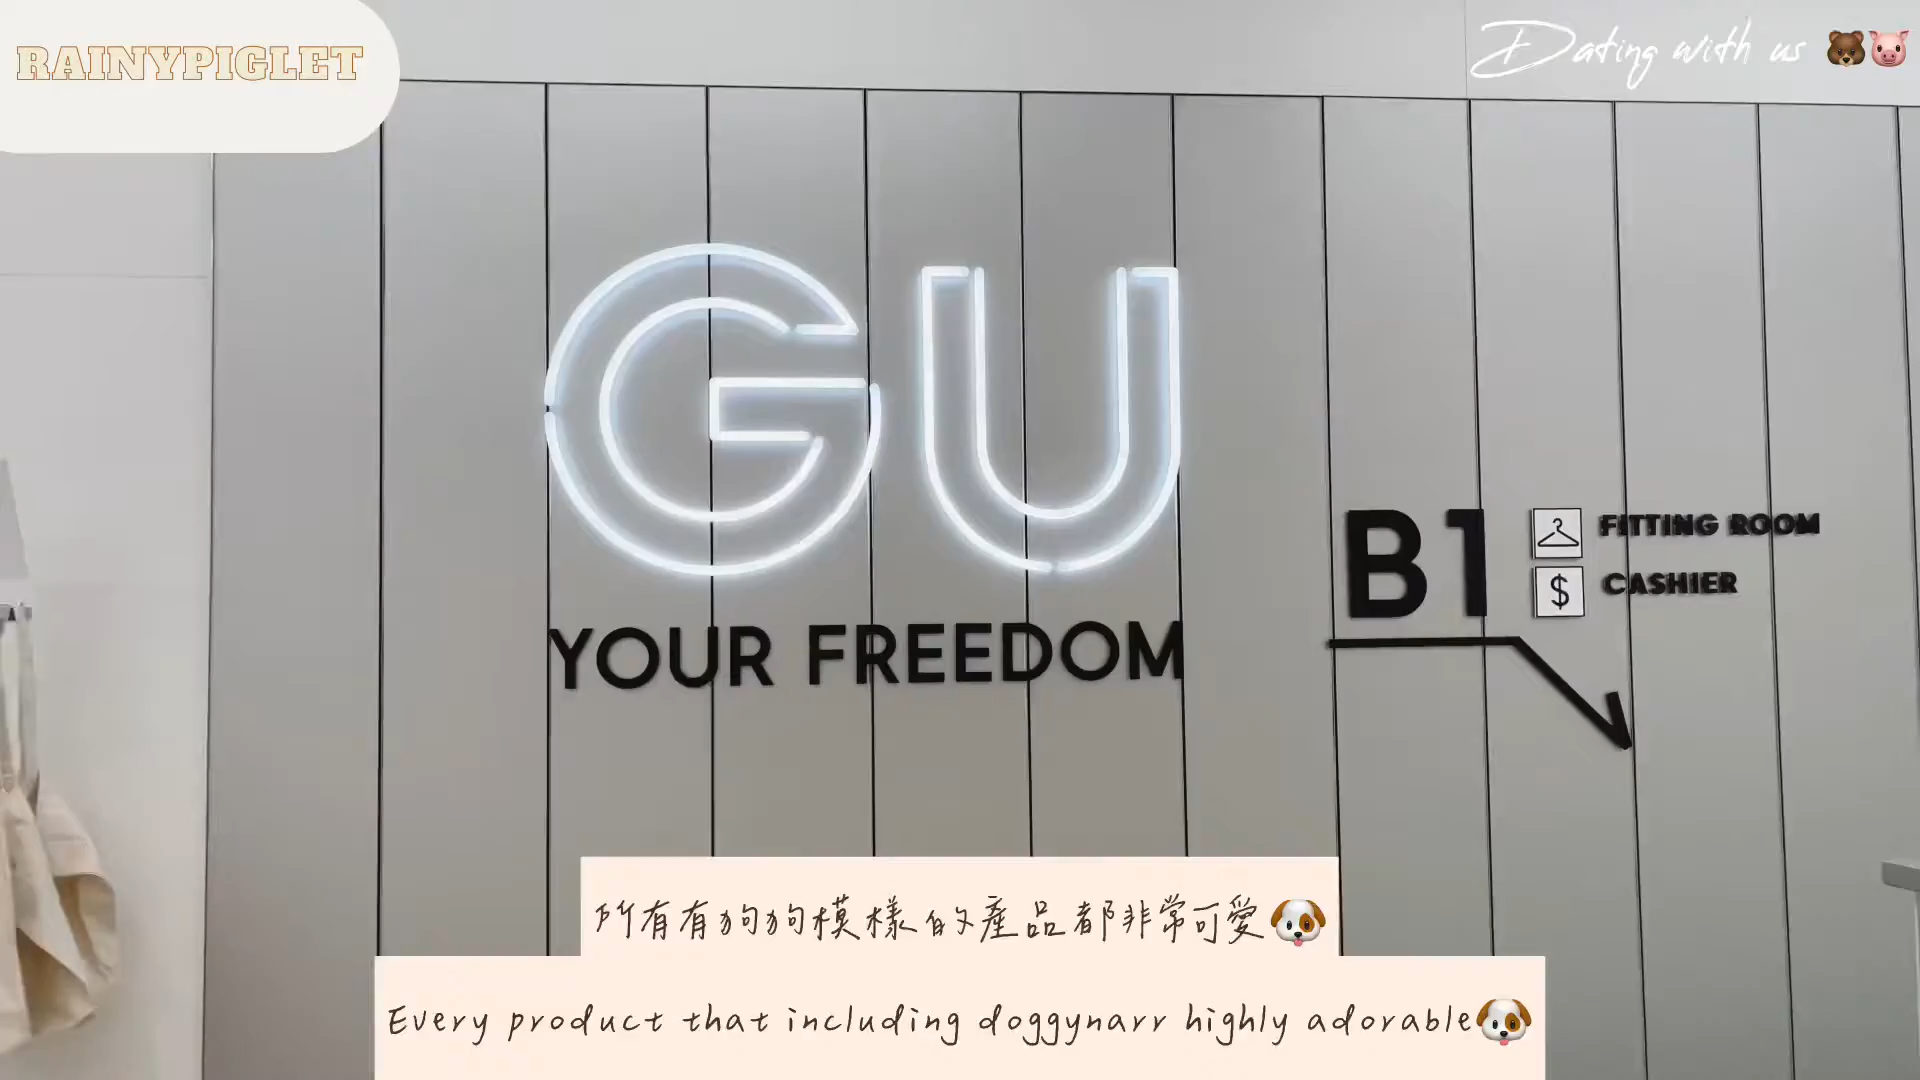 RAINYPIGLET
Dating with us 🐻🐷
GU
YOUR FREEDOM
B1
FITTING ROOM
$ CASHIER
所有有狗狗模樣的產品都非常可愛🐶
Every product that including doggynarr highly adorable🐶